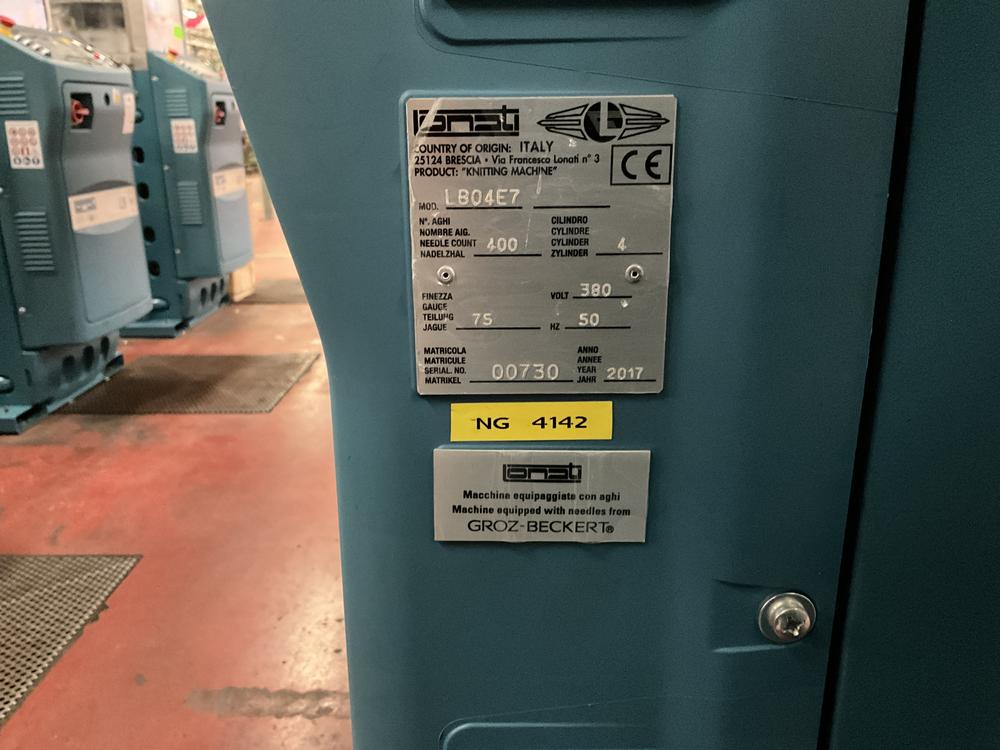 Lonati
L
COUNTRY OF ORIGIN: ITALY
25124 BRESCIA • Via Francesco Lonati n° 3
PRODUCT: "KNITTING MACHINE"
CE
MOD. LB04E7
N°. AGHI
NOMBRE AIG.
NEEDLE COUNT 400
NADELZHAL
CILINDRO
CYLINDRE
CYLINDER 4
ZYLINDER
FINEZZA
GAUGE
TEILUNG 75
JAGUE
VOLT 380
HZ 50
MATRICOLA
MATRICULE
SERIAL. NO. 00730
MATRIKEL
ANNO
ANNEE
YEAR 2017
JAHR
NG 4142
Lonati
Macchina equipaggiata con aghi
Machine equipped with needles from
GROZ-BECKERT®